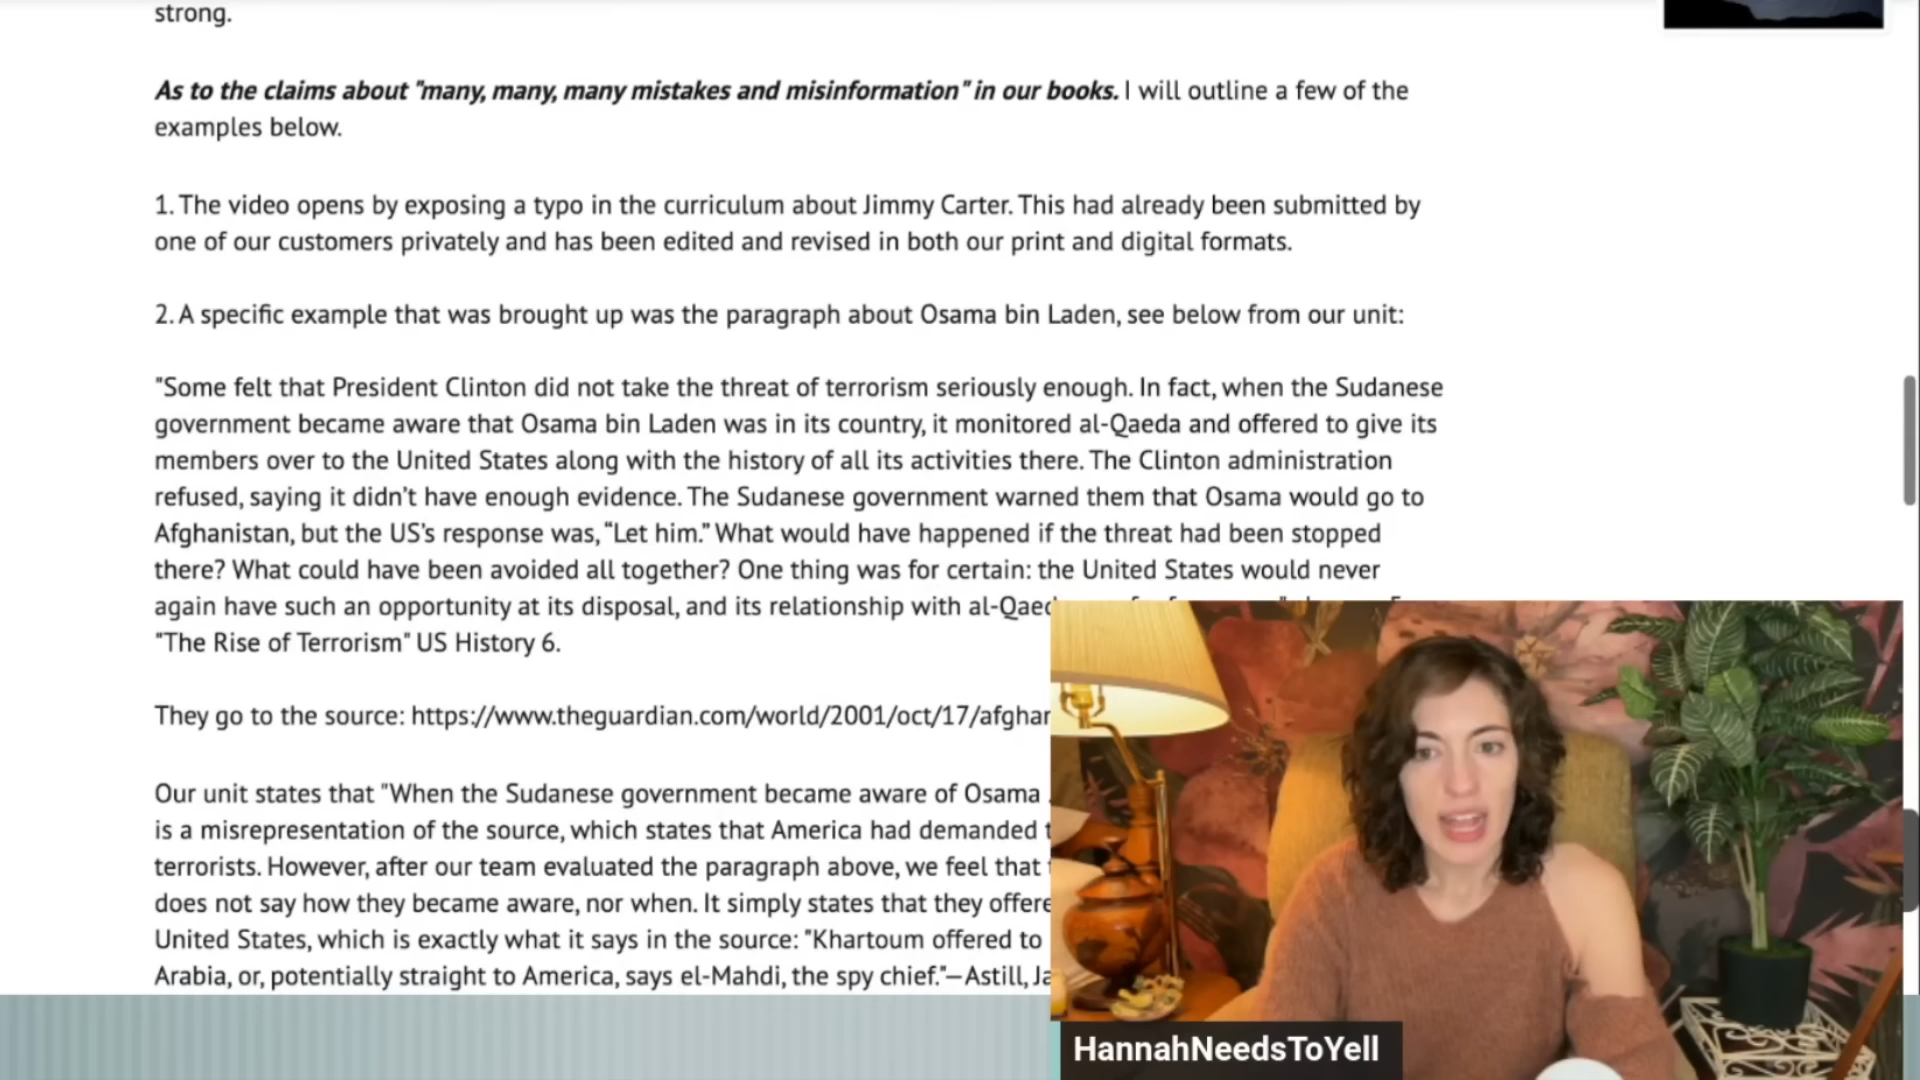 strong.
As to the claims about "many, many, many mistakes and misinformation" in our books. I will outline a few of the
examples below.
1. The video opens by exposing a typo in the curriculum about Jimmy Carter. This had already been submitted by
one of our customers privately and has been edited and revised in both our print and digital formats.
2. A specific example that was brought up was the paragraph about Osama bin Laden, see below from our unit:
"Some felt that President Clinton did not take the threat of terrorism seriously enough. In fact, when the Sudanese
government became aware that Osama bin Laden was in its country, it monitored al-Qaeda and offered to give its
members over to the United States along with the history of all its activities there. The Clinton administration
refused, saying it didn't have enough evidence. The Sudanese government warned them that Osama would go to
Afghanistan, but the US's response was, “Let him.” What would have happened if the threat had been stopped
there? What could have been avoided all together? One thing was for certain: the United States would never
again have such an opportunity at its disposal, and its relationship with
"The Rise of Terrorism" US History 6.
They go to the source: https://www.theguardian.com/world/2001/oct/17/afghan
Our unit states that "When the Sudanese government became aware of Osama
is a misrepresentation of the source, which states that America had demanded
terrorists. However, after our team evaluated the paragraph above, we feel that
does not say how they became aware, nor when. It simply states that they
United States, which is exactly what it says in the source: "Khartoum offered to
Arabia, or, potentially straight to America, says el-Mahdi, the spy chief."—Astill,
HannahNeedsToYell